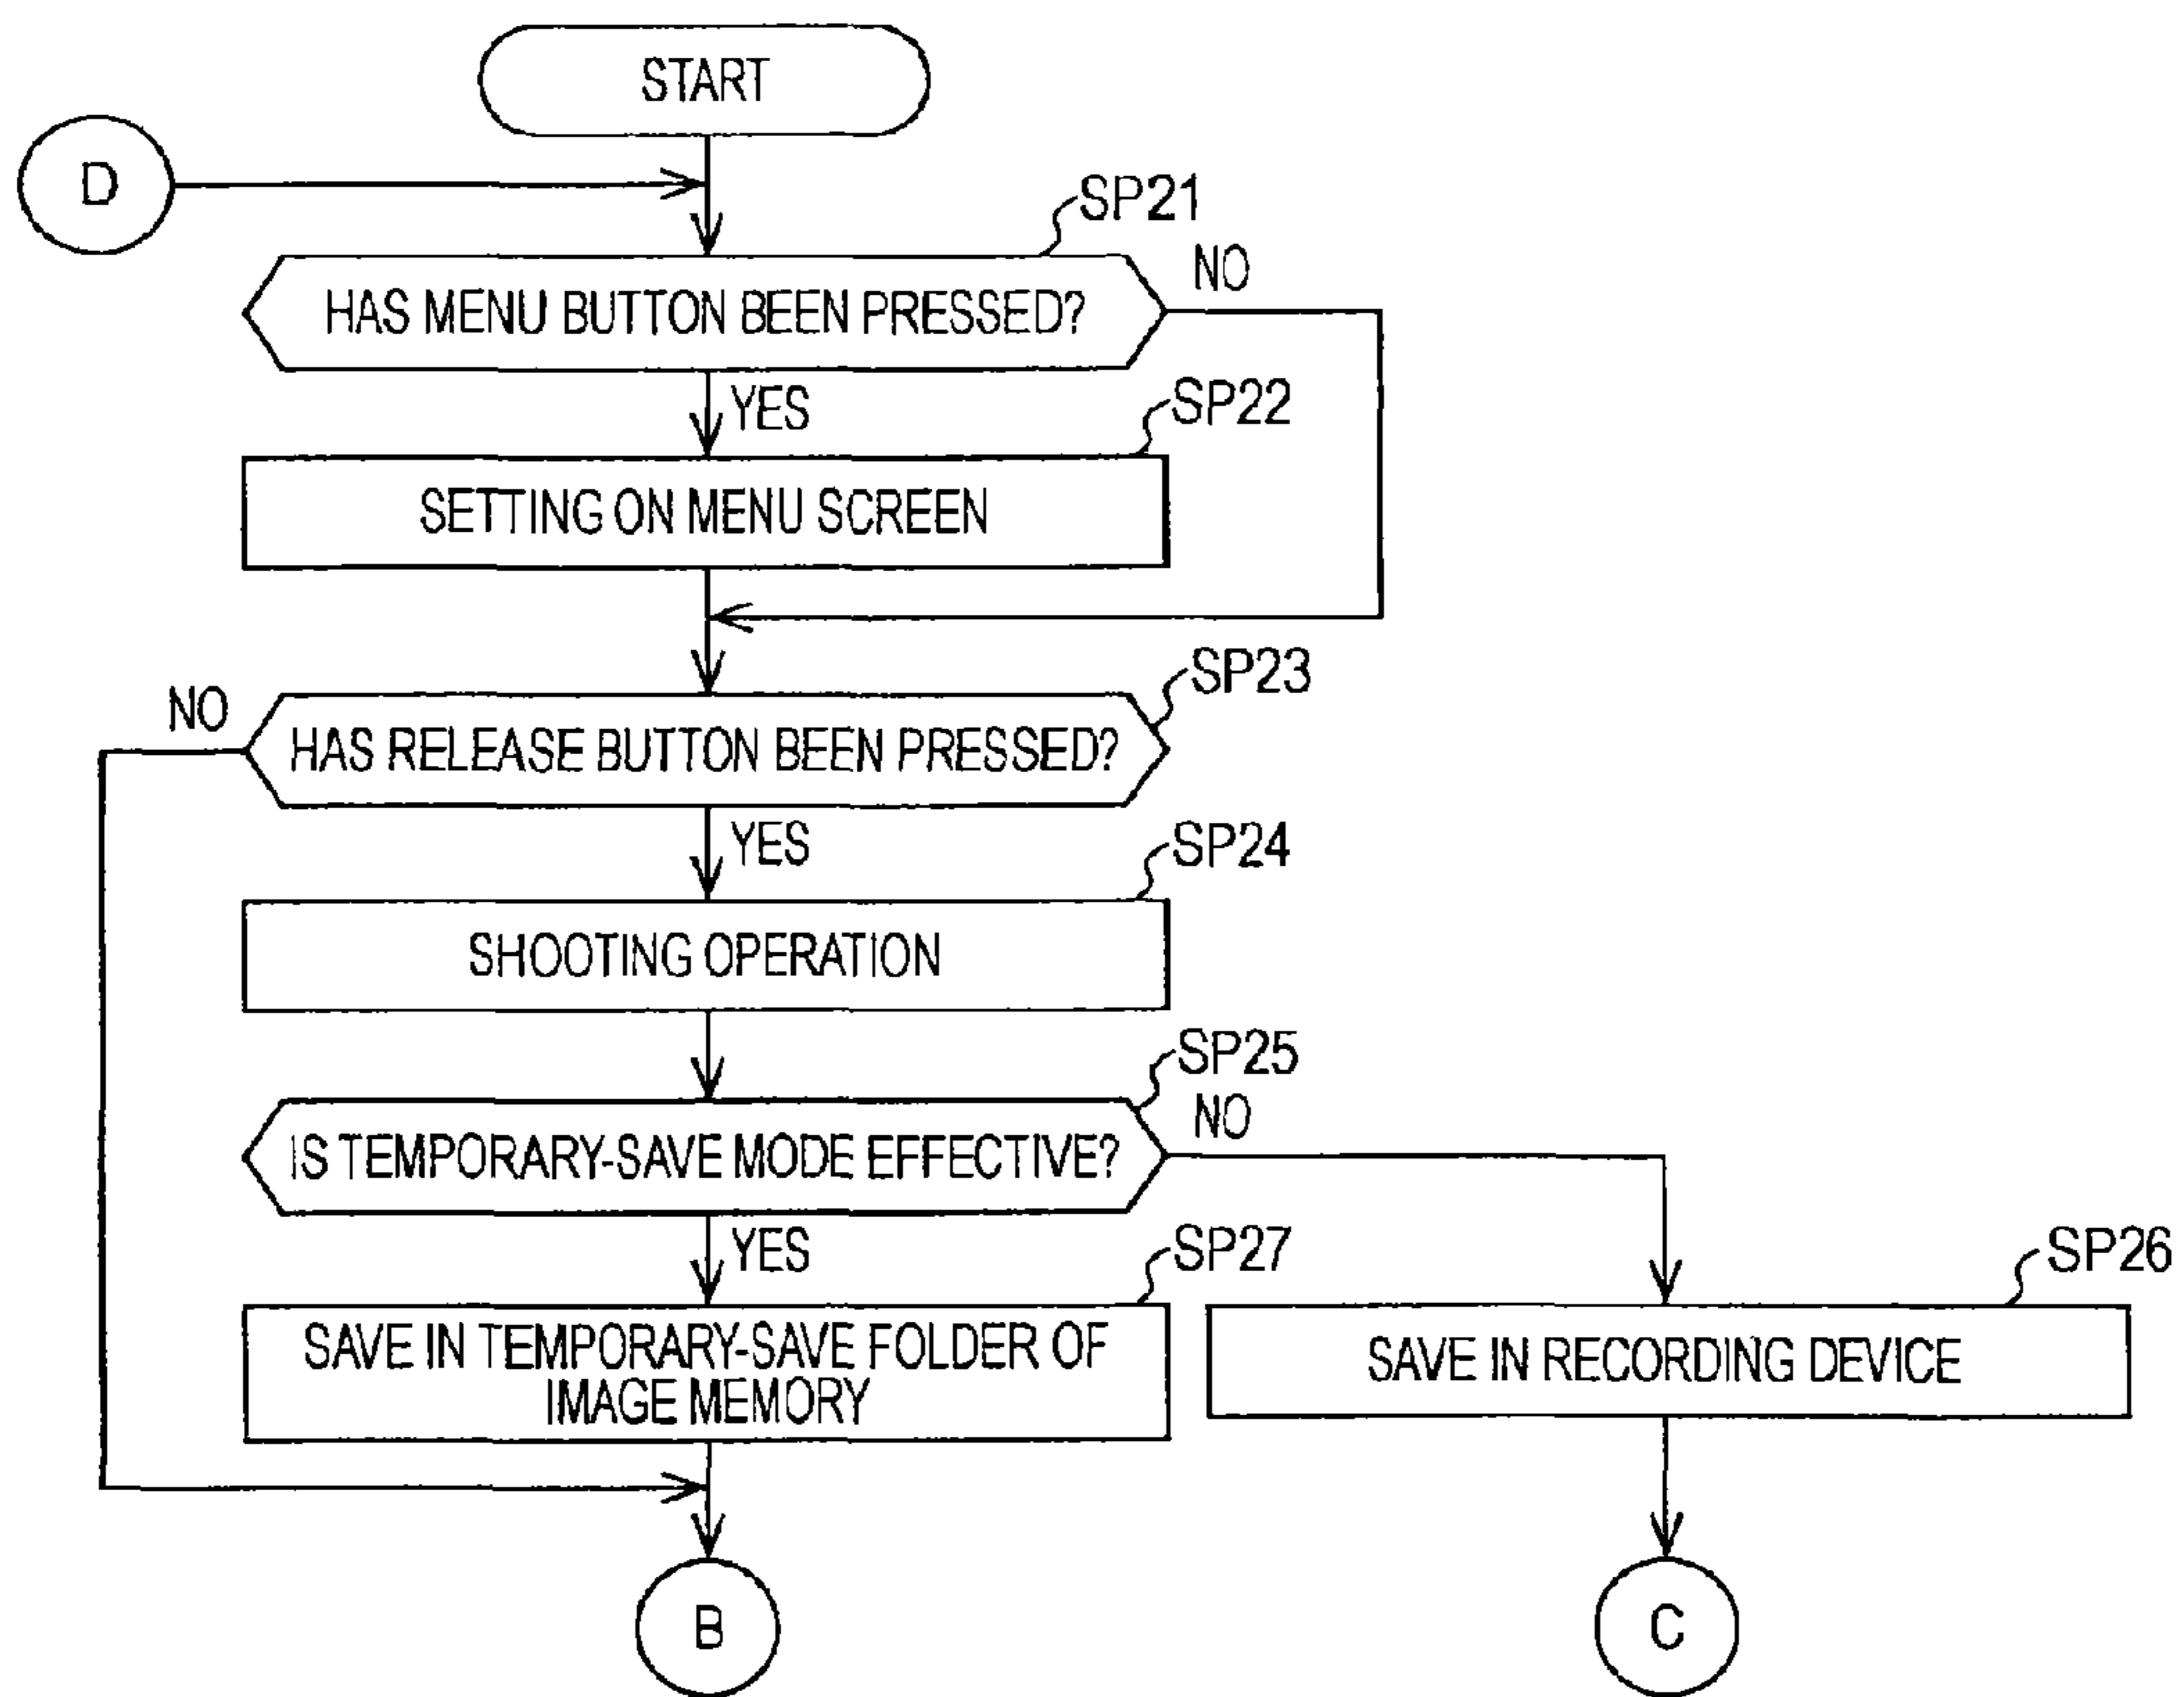 START
D
SP21
HAS MENU BUTTON BEEN PRESSED?
NO
YES
SP22
SETTING ON MENU SCREEN
SP23
NO
HAS RELEASE BUTTON BEEN PRESSED?
YES
SP24
SHOOTING OPERATION
SP25
NO
IS TEMPORARY-SAVE MODE EFFECTIVE?
YES
SP27
SP26
SAVE IN TEMPORARY-SAVE FOLDER OF
IMAGE MEMORY
SAVE IN RECORDING DEVICE
B
C